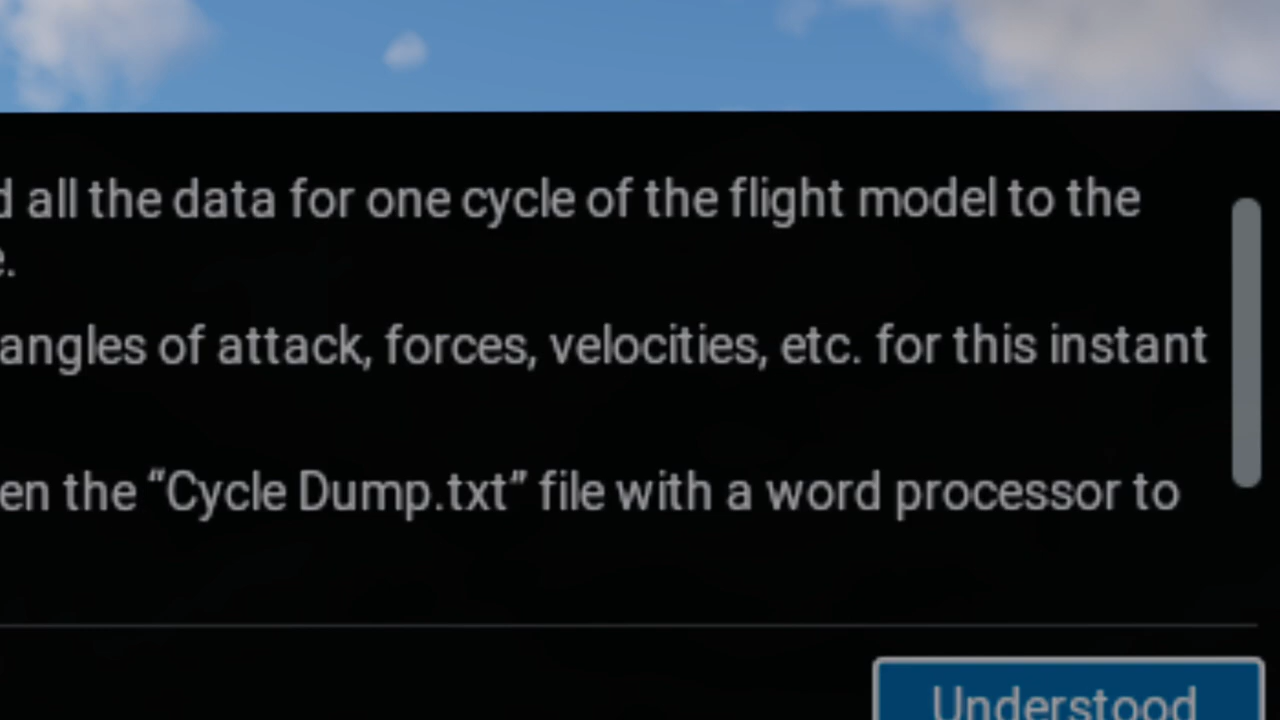 all the data for one cycle of the flight model to the
angles of attack, forces, velocities, etc. for this instant
en the “Cycle Dump.txt” file with a word processor to
Understood